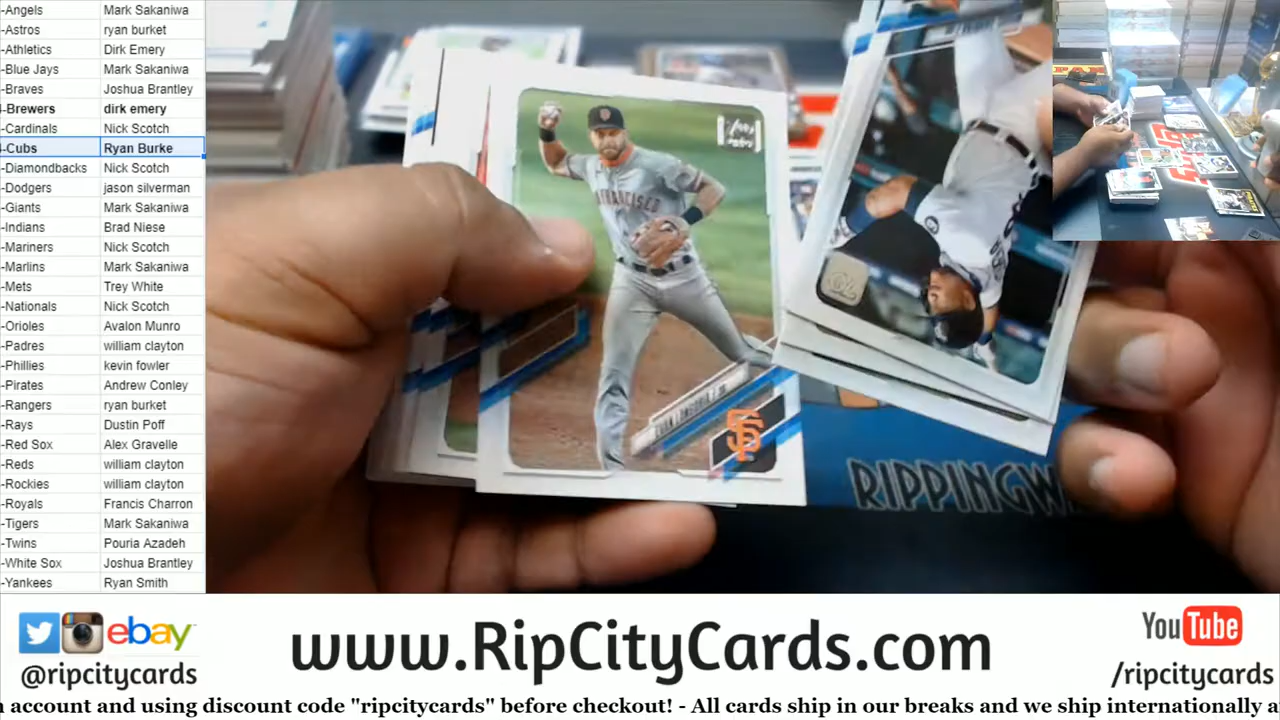 -Angels Mark Sakaniwa
-Astros ryan burket
-Athletics Dirk Emery
-Blue Jays Mark Sakaniwa
-Braves Joshua Brantley
-Brewers dirk emery
-Cardinals Nick Scotch
-Cubs Ryan Burke
-Diamondbacks Nick Scotch
-Dodgers jason silverman
-Giants Mark Sakaniwa
-Indians Brad Niese
-Mariners Nick Scotch
-Marlins Mark Sakaniwa
-Mets Trey White
-Nationals Nick Scotch
-Orioles Avalon Munro
-Padres william clayton
-Phillies kevin fowler
-Pirates Andrew Conley
-Rangers ryan burket
-Rays Dustin Poff
-Red Sox Alex Gravelle
-Reds william clayton
-Rockies william clayton
-Royals Francis Charron
-Tigers Mark Sakaniwa
-Twins Pouria Azadeh
-White Sox Joshua Brantley
-Yankees Ryan Smith
EVAN LONGORIA
SF
RIPPINGW
ebay
@ripcitycards
www.RipCityCards.com
YouTube
/ripcitycards
account and using discount code "ripcitycards" before checkout! - All cards ship in our breaks and we ship internationally a